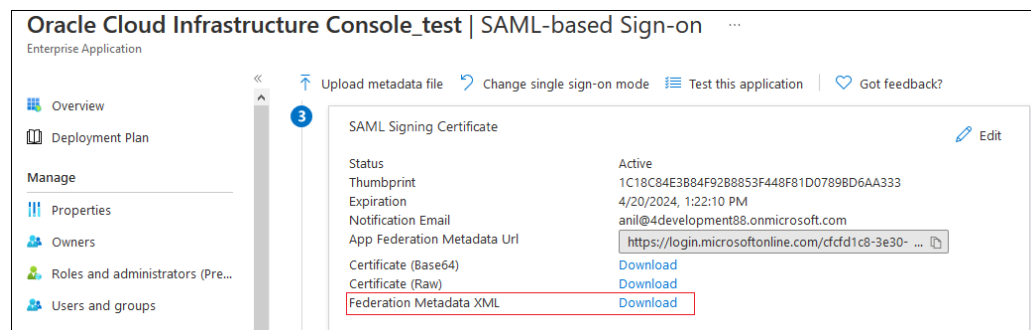 Oracle Cloud Infrastructure Console_test | SAML-based Sign-on ...
Enterprise Application
«
Upload metadata file Change single sign-on mode Test this application Got feedback?
Overview
Deployment Plan
Manage
Properties
Owners
Roles and administrators (Pre...
Users and groups
3
SAML Signing Certificate
Edit
Status Active
Thumbprint 1C18C84E3B84F92B8853F448F81D0789BD6AA333
Expiration 4/20/2024, 1:22:10 PM
Notification Email anil@4development88.onmicrosoft.com
App Federation Metadata Url https://login.microsoftonline.com/cfcfd1c8-3e30- ...
Certificate (Base64) Download
Certificate (Raw) Download
Federation Metadata XML Download